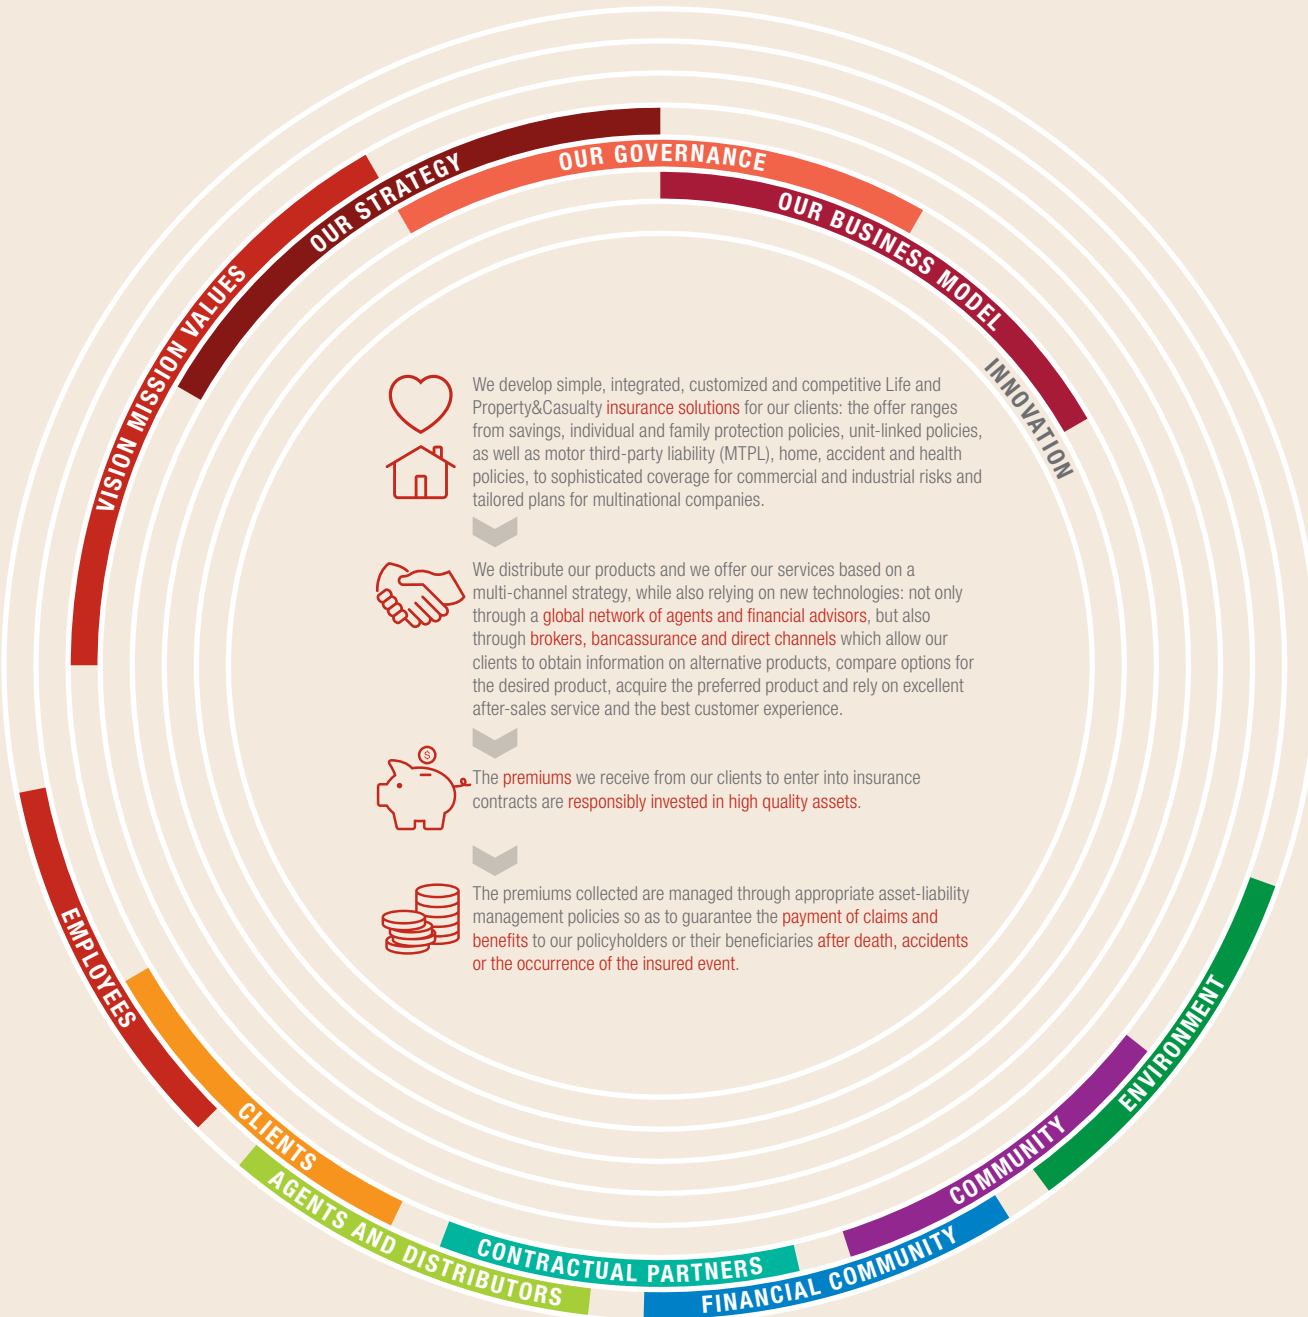 VISION MISSION VALUES
OUR STRATEGY
OUR GOVERNANCE
OUR BUSINESS MODEL
INNOVATION
We develop simple, integrated, customized and competitive Life and
Property&Casualty insurance solutions for our clients: the offer ranges
from savings, individual and family protection policies, unit-linked policies,
as well as motor third-party liability (MTPL), home, accident and health
policies, to sophisticated coverage for commercial and industrial risks and
tailored plans for multinational companies.
We distribute our products and we offer our services based on a
multi-channel strategy, while also relying on new technologies: not only
through a global network of agents and financial advisors, but also
through brokers, bancassurance and direct channels which allow our
clients to obtain information on alternative products, compare options for
the desired product, acquire the preferred product and rely on excellent
after-sales service and the best customer experience.
$
The premiums we receive from our clients to enter into insurance
contracts are responsibly invested in high quality assets.
The premiums collected are managed through appropriate asset-liability
management policies so as to guarantee the payment of claims and
benefits to our policyholders or their beneficiaries after death, accidents
or the occurrence of the insured event.
EMPLOYEES
CLIENTS
AGENTS AND DISTRIBUTORS
CONTRACTUAL PARTNERS
FINANCIAL COMMUNITY
COMMUNITY
ENVIRONMENT